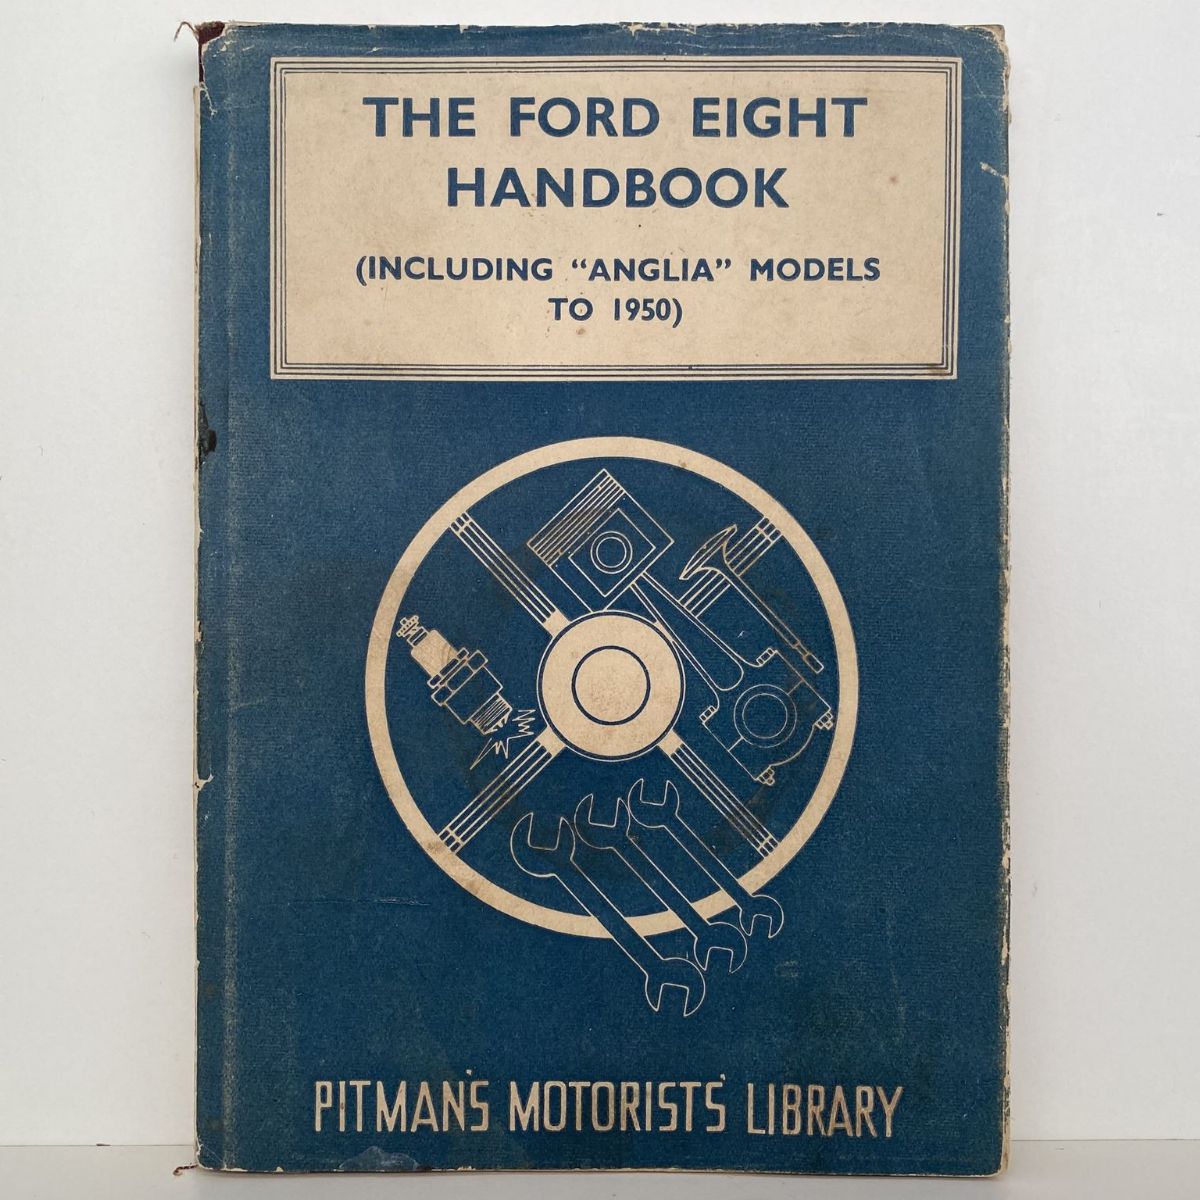 THE FORD EIGHT
HANDBOOK
(INCLUDING “ANGLIA” MODELS
TO 1950)
PITMAN'S MOTORISTS' LIBRARY